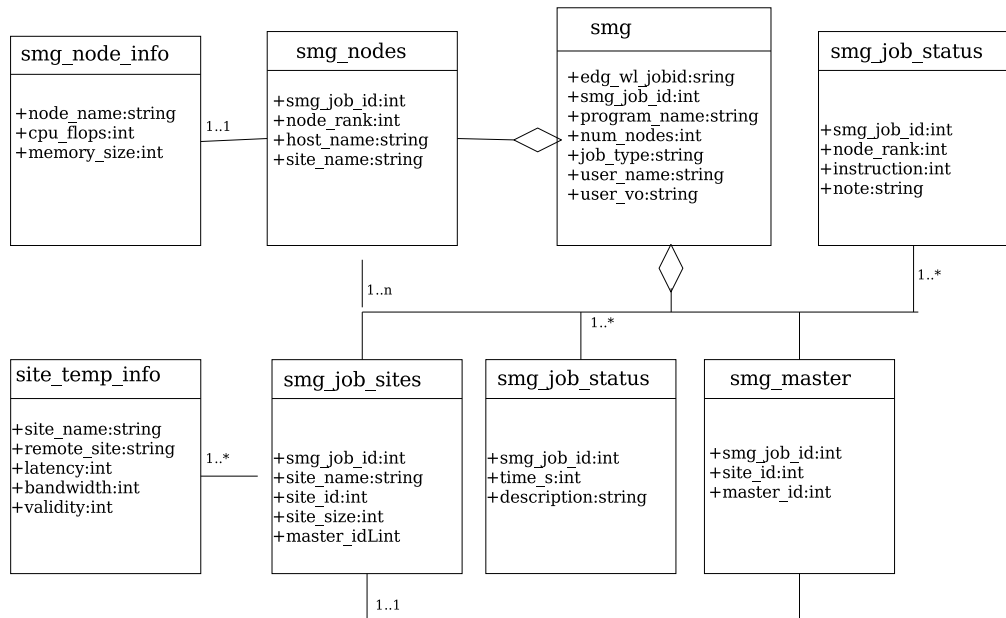 smg_node_info
+node_name:string
+cpu_flops:int
+memory_size:int
1..1
smg_nodes
+smg_job_id:int
+node_rank:int
+host_name:string
+site_name:string
smg
+edg_wl_jobid:sring
+smg_job_id:int
+program_name:string
+num_nodes:int
+job_type:string
+user_name:string
+user_vo:string
smg_job_status
+smg_job_id:int
+node_rank:int
+instruction:int
+note:string
1..n
1..*
1..*
site_temp_info
+site_name:string
+remote_site:string
+latency:int
+bandwidth:int
+validity:int
1..*
smg_job_sites
+smg_job_id:int
+site_name:string
+site_id:int
+site_size:int
+master_idLint
smg_job_status
+smg_job_id:int
+time_s:int
+description:string
smg_master
+smg_job_id:int
+site_id:int
+master_id:int
1..1